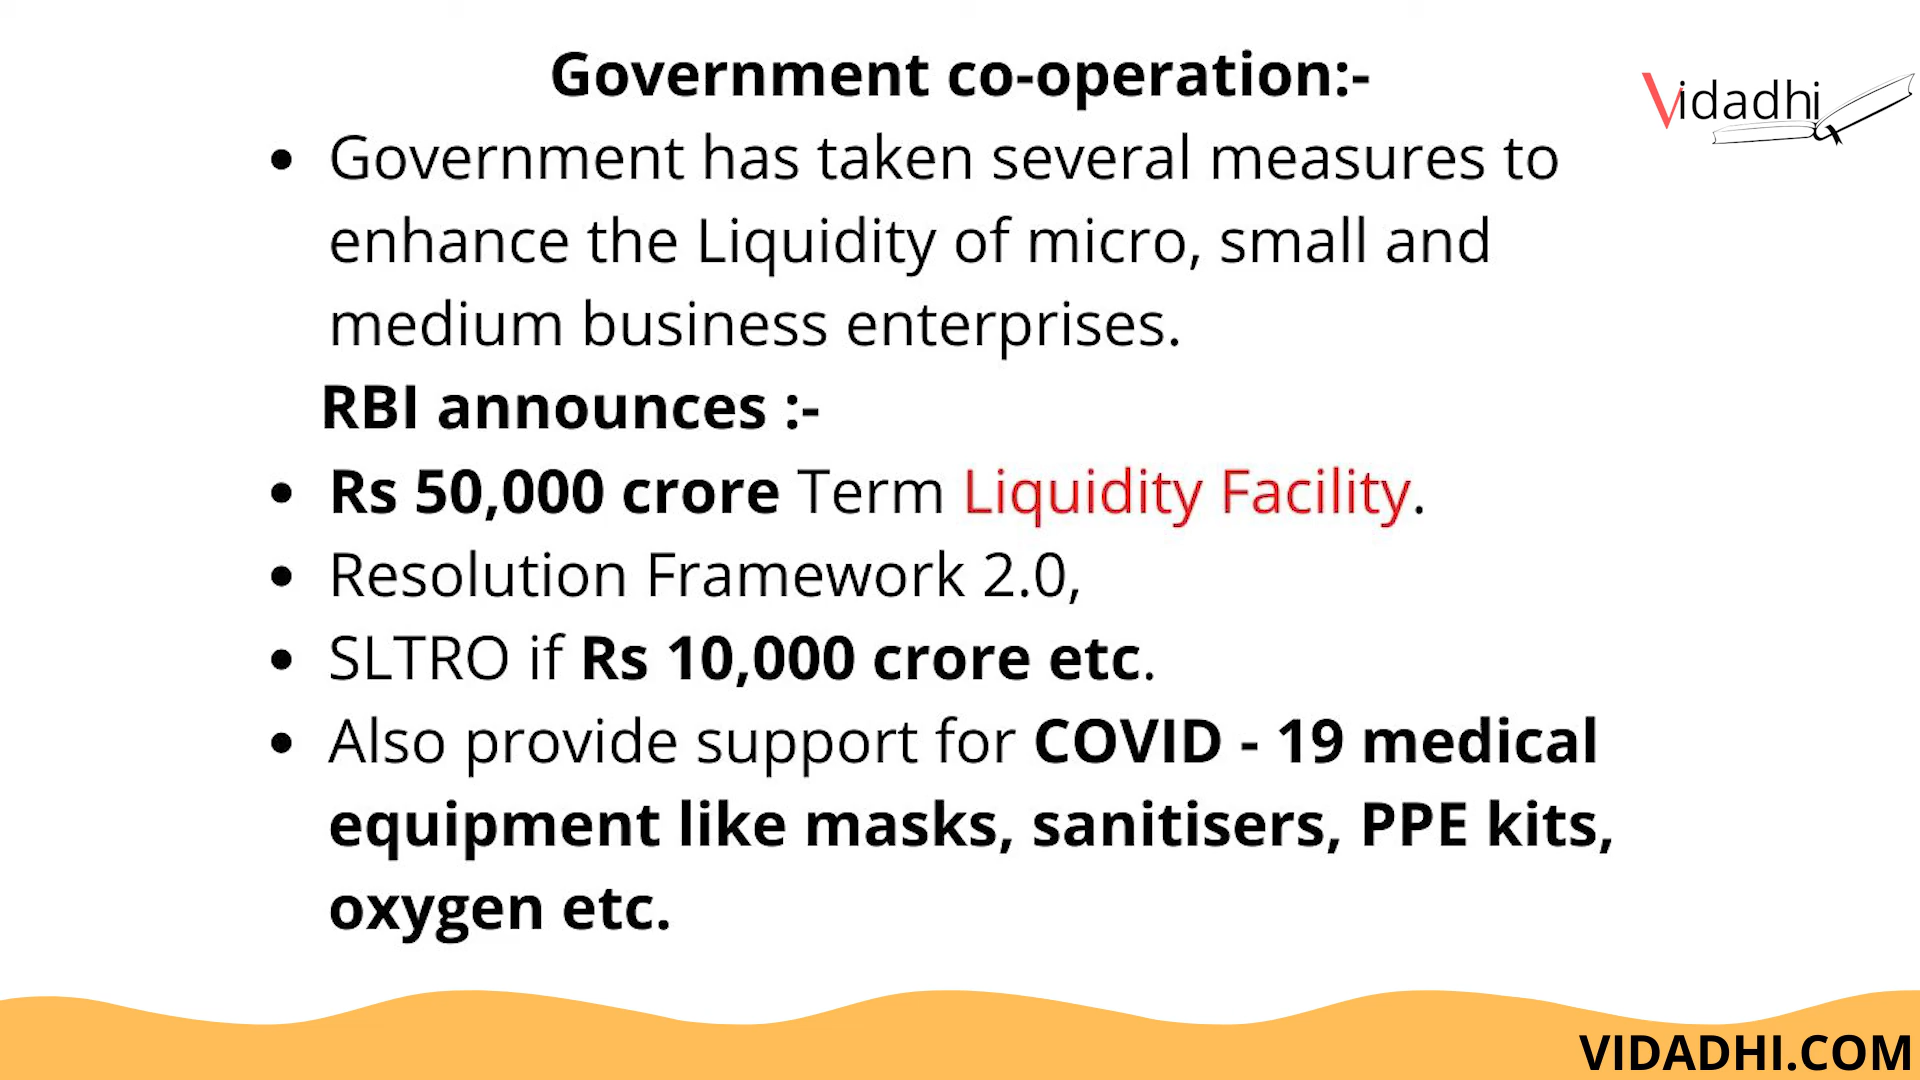 Government co-operation:-
Vidadhi
• Government has taken several measures to
enhance the Liquidity of micro, small and
medium business enterprises.
RBI announces :-
• Rs 50,000 crore Term Liquidity Facility.
• Resolution Framework 2.0,
• SLTRO if Rs 10,000 crore etc.
• Also provide support for COVID - 19 medical
equipment like masks, sanitisers, PPE kits,
oxygen etc.
VIDADHI.COM